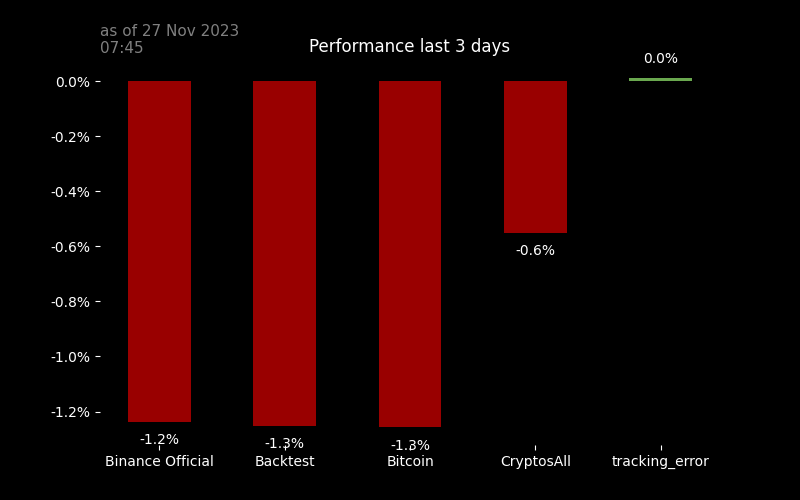 as of 27 Nov 2023
07:45
Performance last 3 days
0.0%
0.0%
-0.2%
-0.4%
-0.6%
-0.6%
-0.8%
-1.0%
-1.2%
-1.2%
-1.3%
-1.3%
Binance Official
Backtest
Bitcoin
CryptosAll
tracking_error